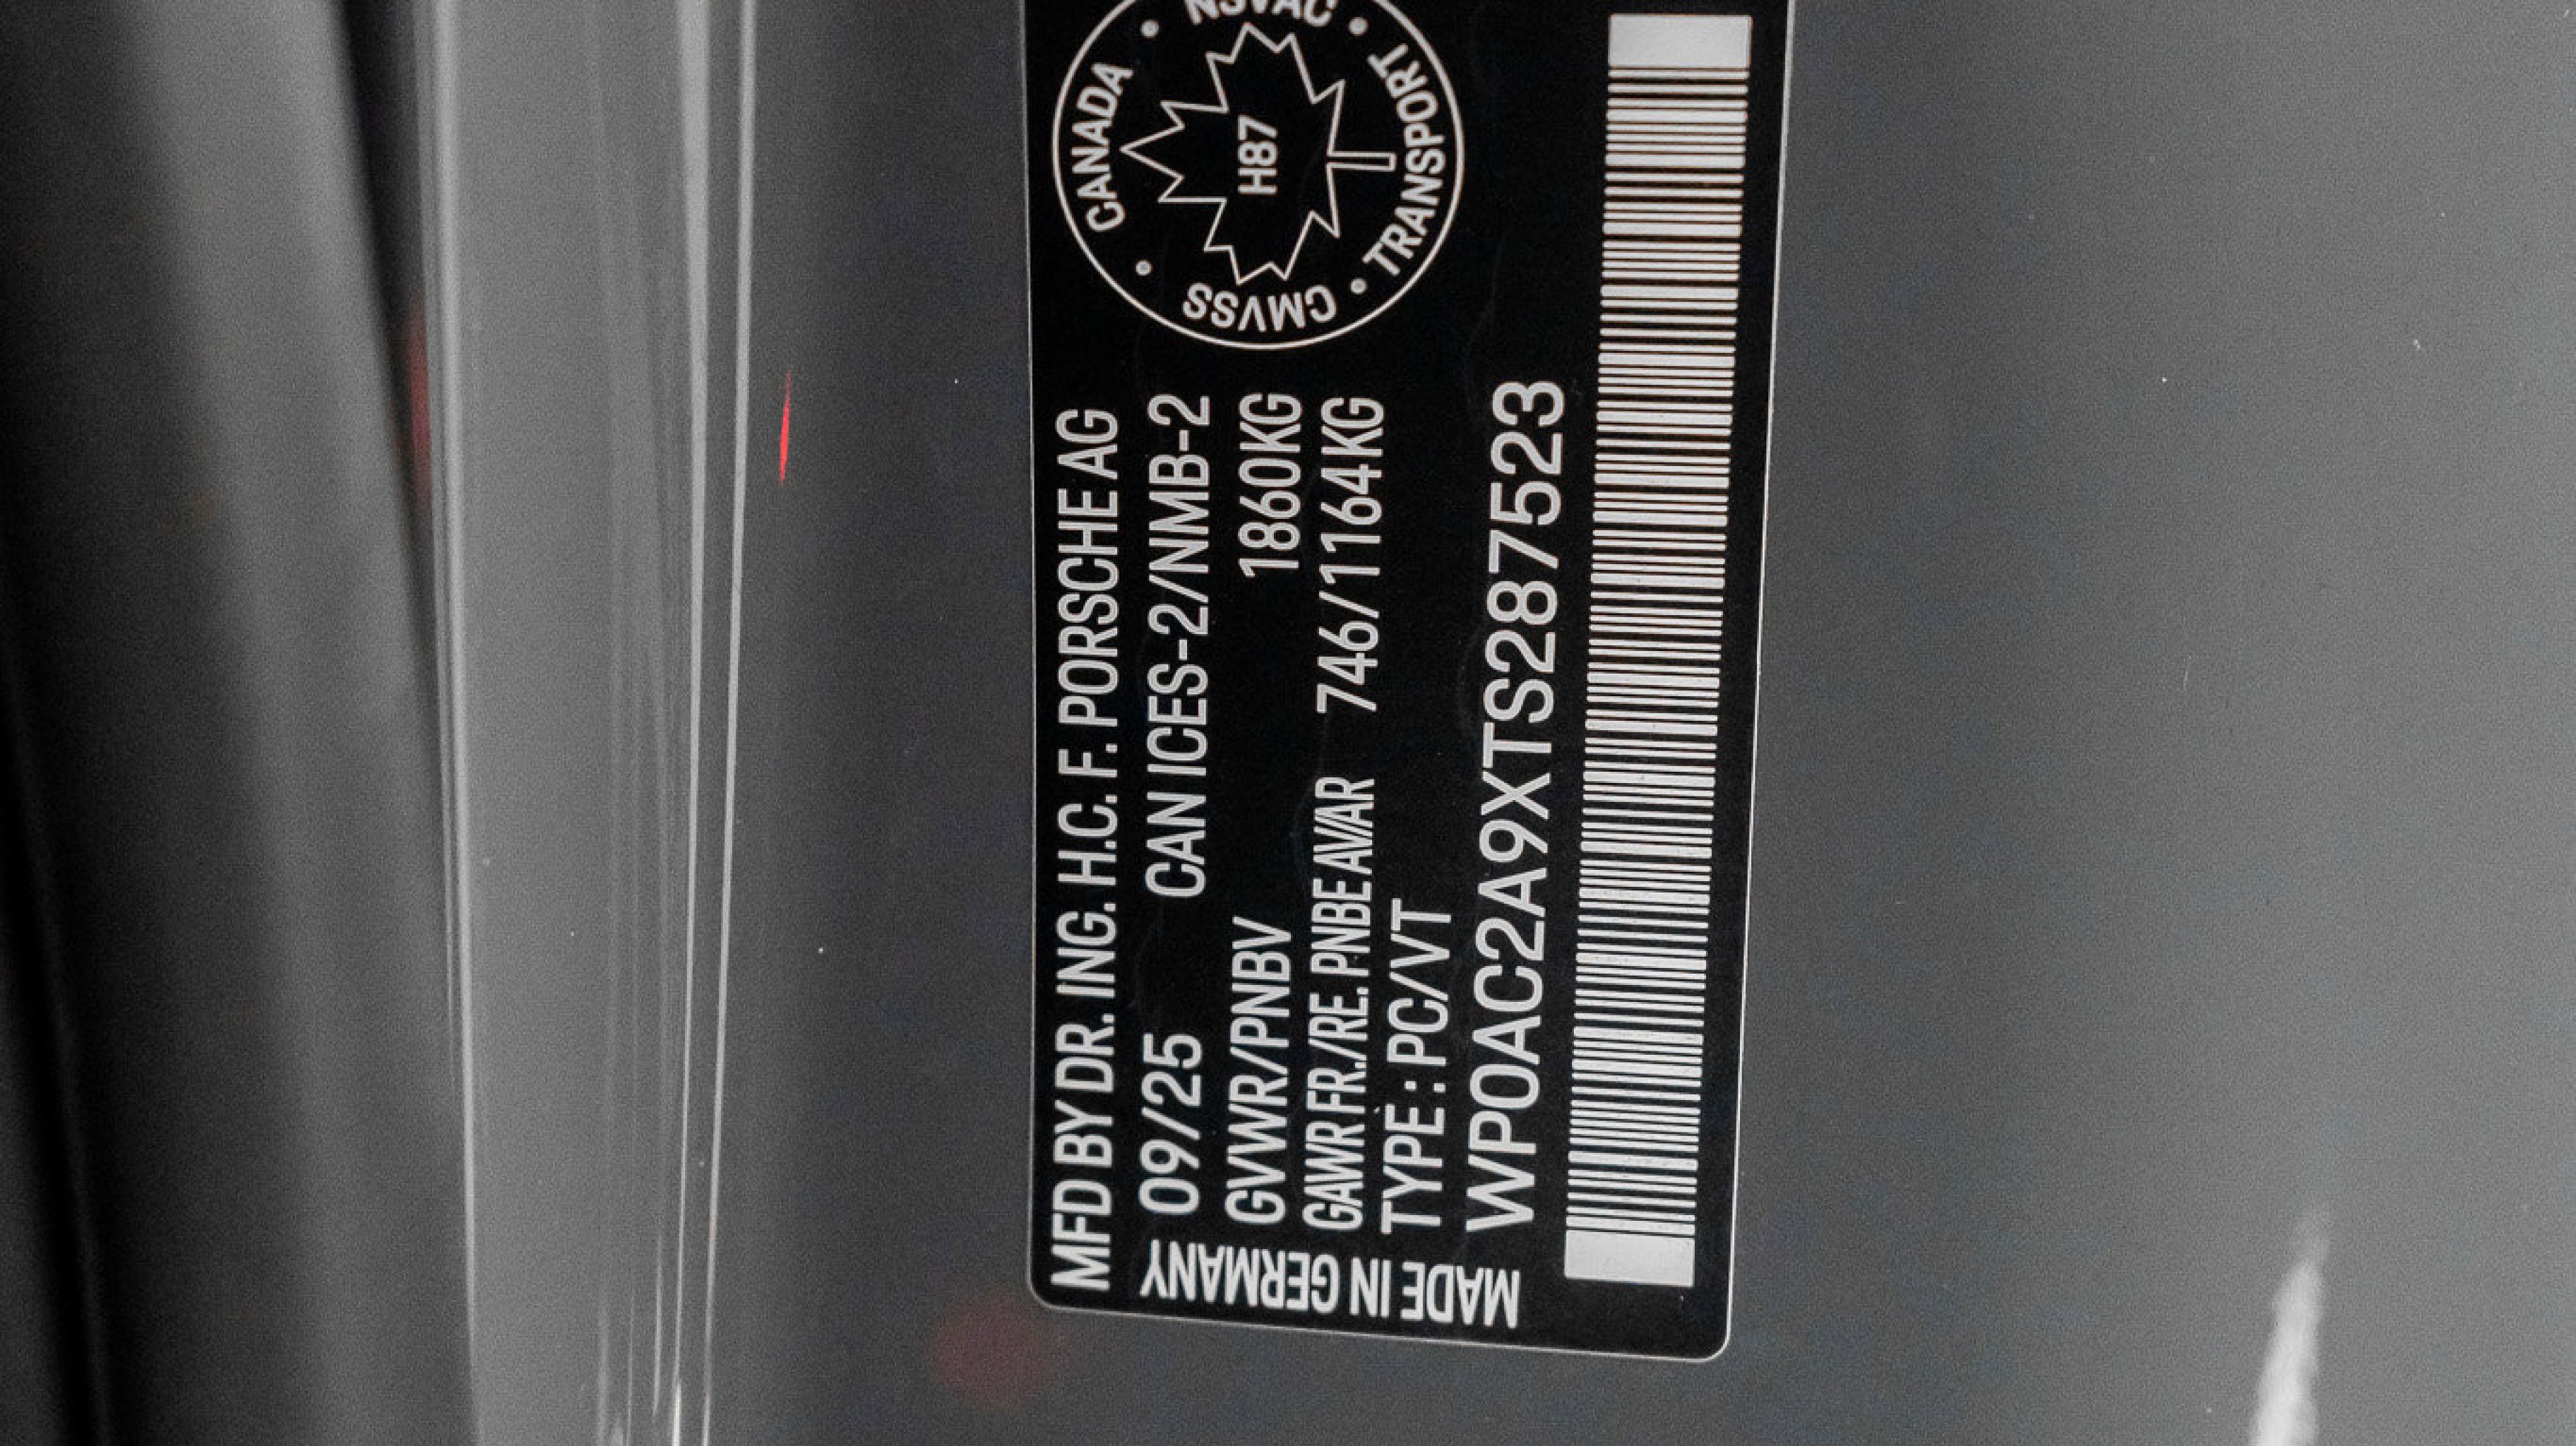 MFD BY DR. ING. H.C. F. PORSCHE AG
09/25 CAN ICES-2/NMB-2
GVWR/PNBV 1860KG
GAWR FR./RE. PNBE AV/AR 746/1164KG
TYPE : PC/VT
WP0AC2A9XTS287523
MADE IN GERMANY
CANADA • NSVAC • TRANSPORT • CMVSS •
H87